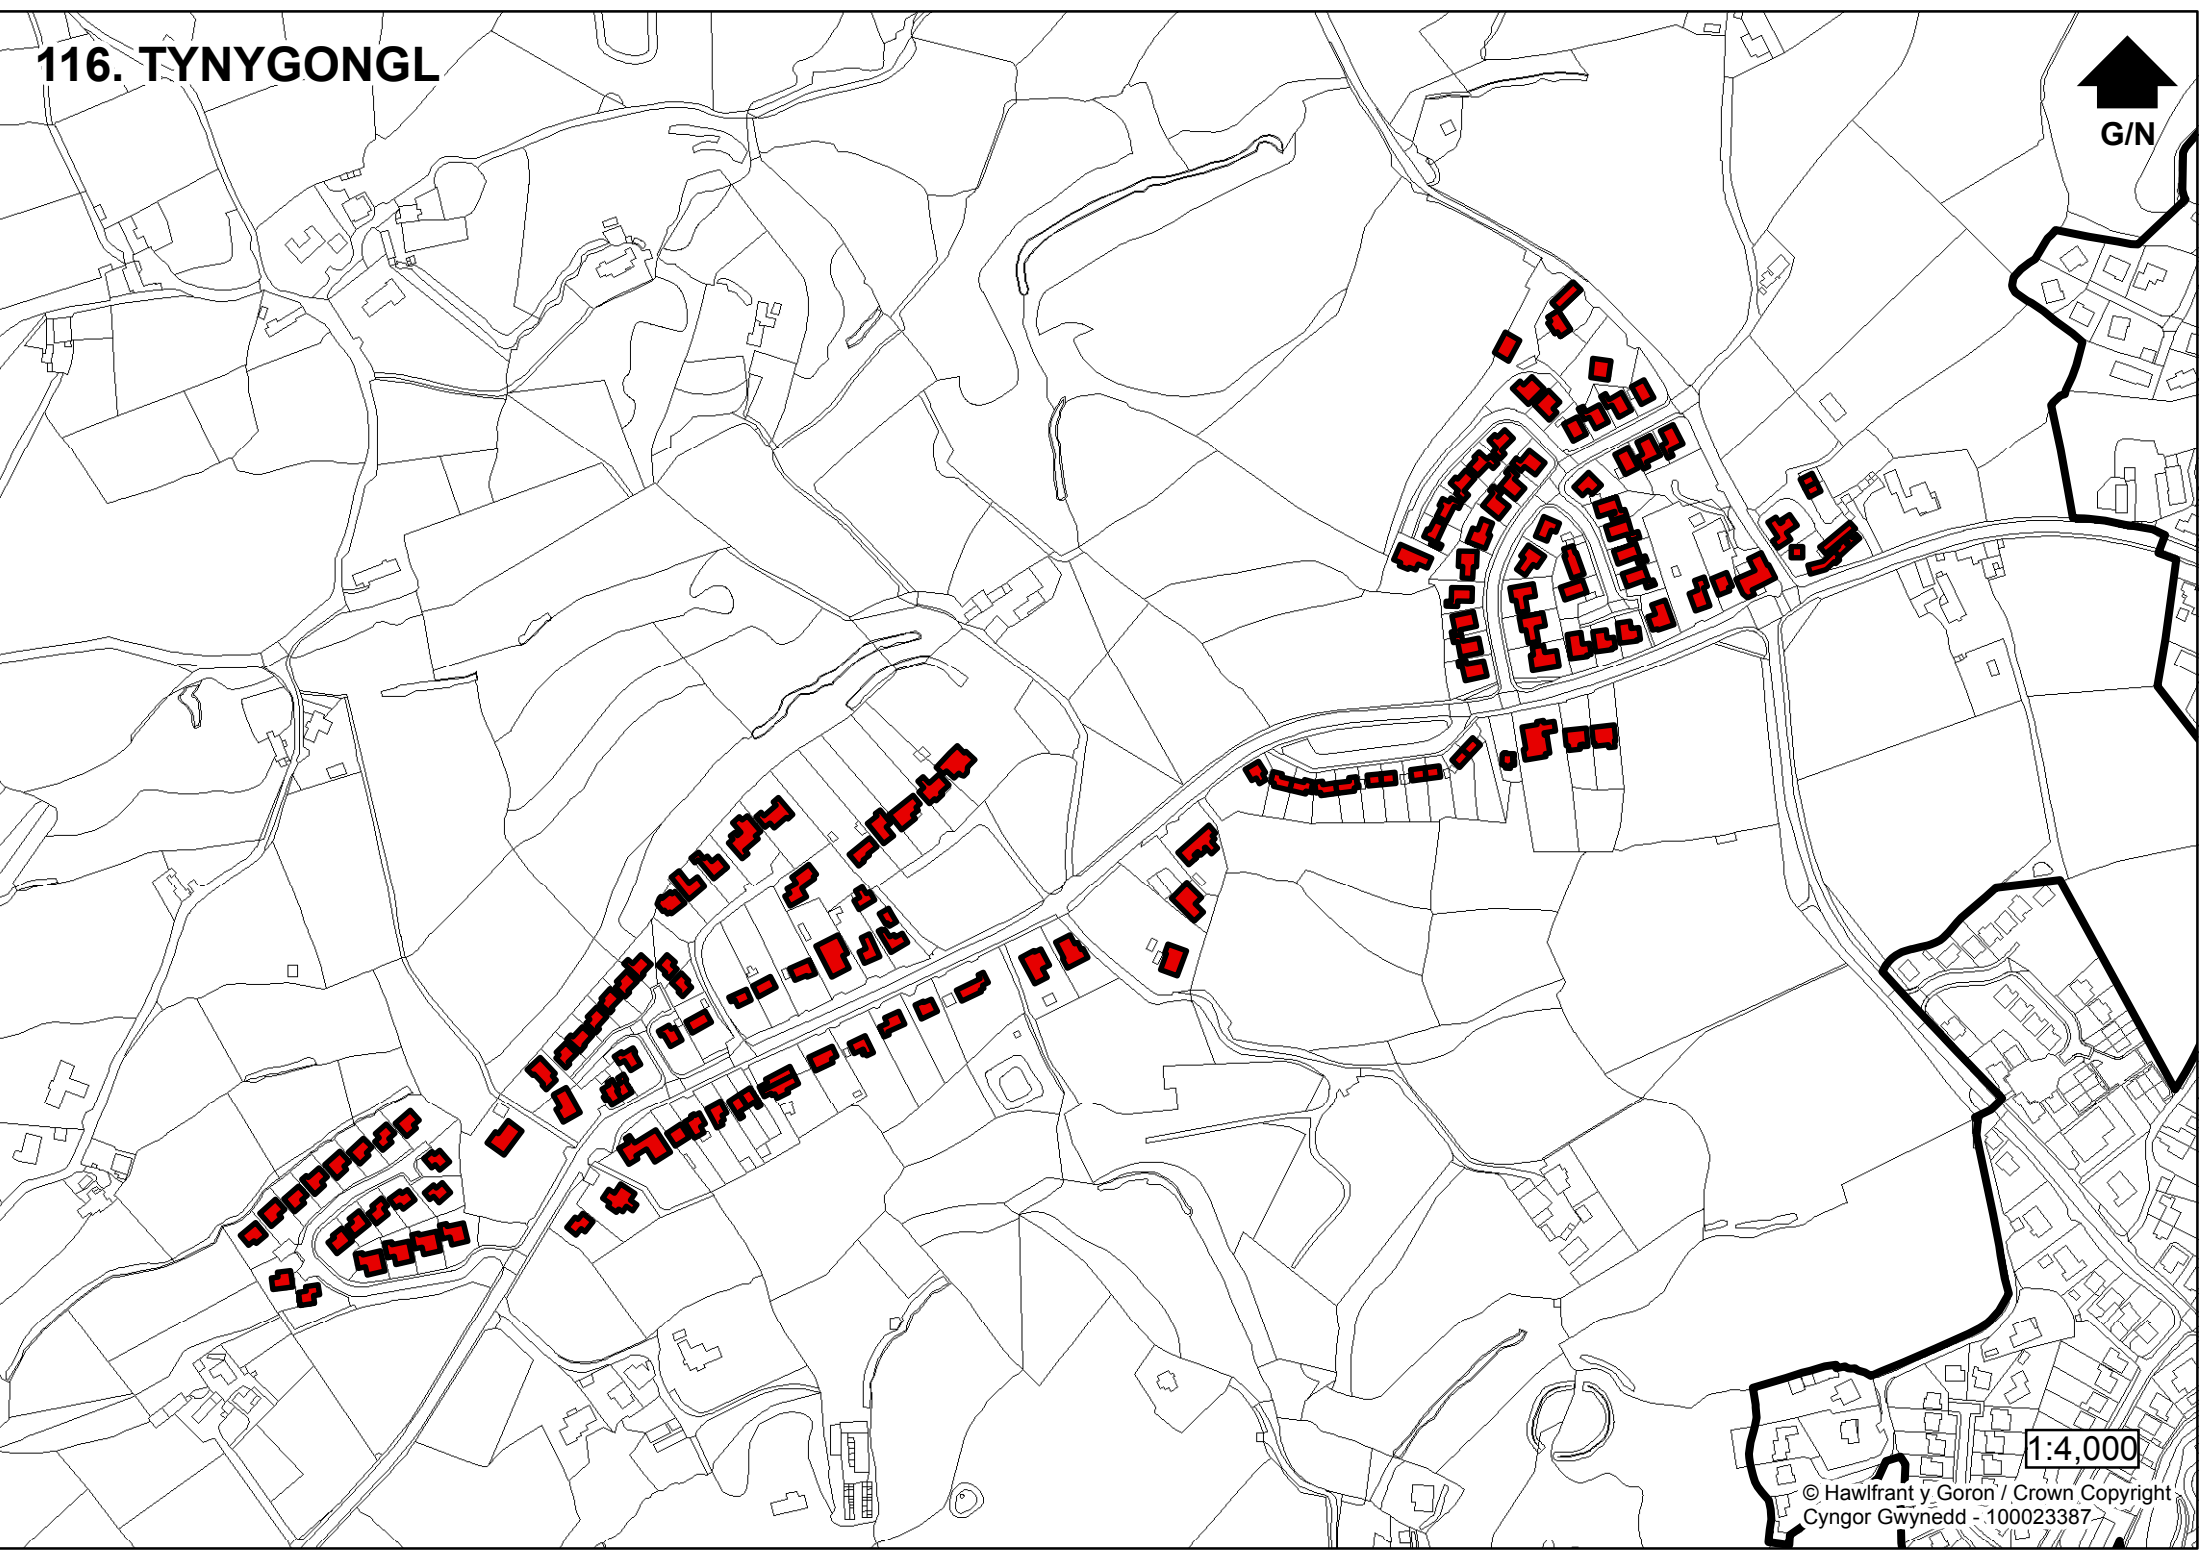 116. TYNYGONGL
G/N
1:4,000
© Hawlfraint y Goron / Crown Copyright
Cyngor Gwynedd - 100023387